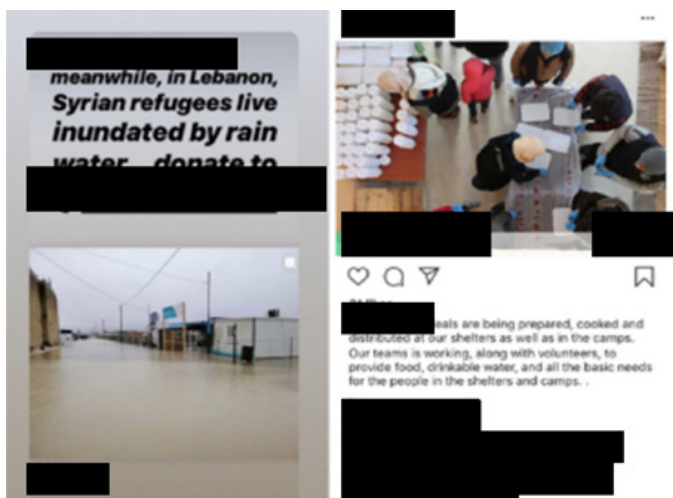 meanwhile, in Lebanon,
Syrian refugees live
inundated by rain
water... donate to
eals are being prepared, cooked and
distributed at our shelters as well as in the camps.
Our teams is working, along with volunteers, to
provide food, drinkable water, and all the basic needs
for the people in the shelters and camps. .